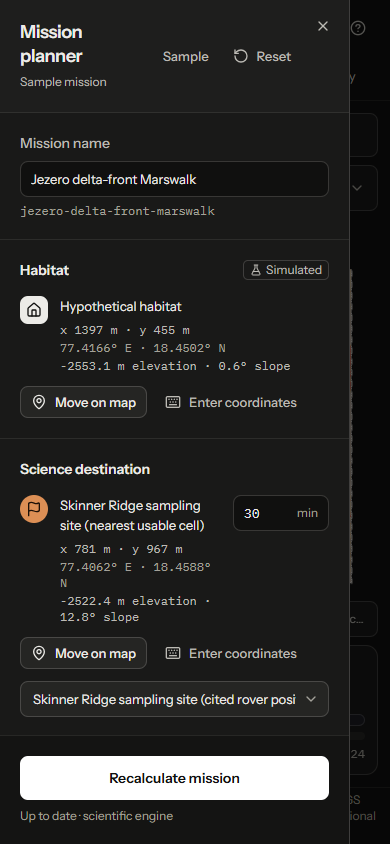 Mission
planner
Sample
Reset
Sample mission
Mission name
Jezero delta-front Marswalk
jezero-delta-front-marswalk
Habitat
Simulated
Hypothetical habitat
x 1397 m · y 455 m
77.4166° E · 18.4502° N
-2553.1 m elevation · 0.6° slope
Move on map
Enter coordinates
Science destination
Skinner Ridge sampling
site (nearest usable cell)
30 min
x 781 m · y 967 m
77.4062° E · 18.4588°
N
-2522.4 m elevation ·
12.8° slope
Move on map
Enter coordinates
Skinner Ridge sampling site (cited rover posi
Recalculate mission
Up to date · scientific engine
y
c...
24
GS
ional